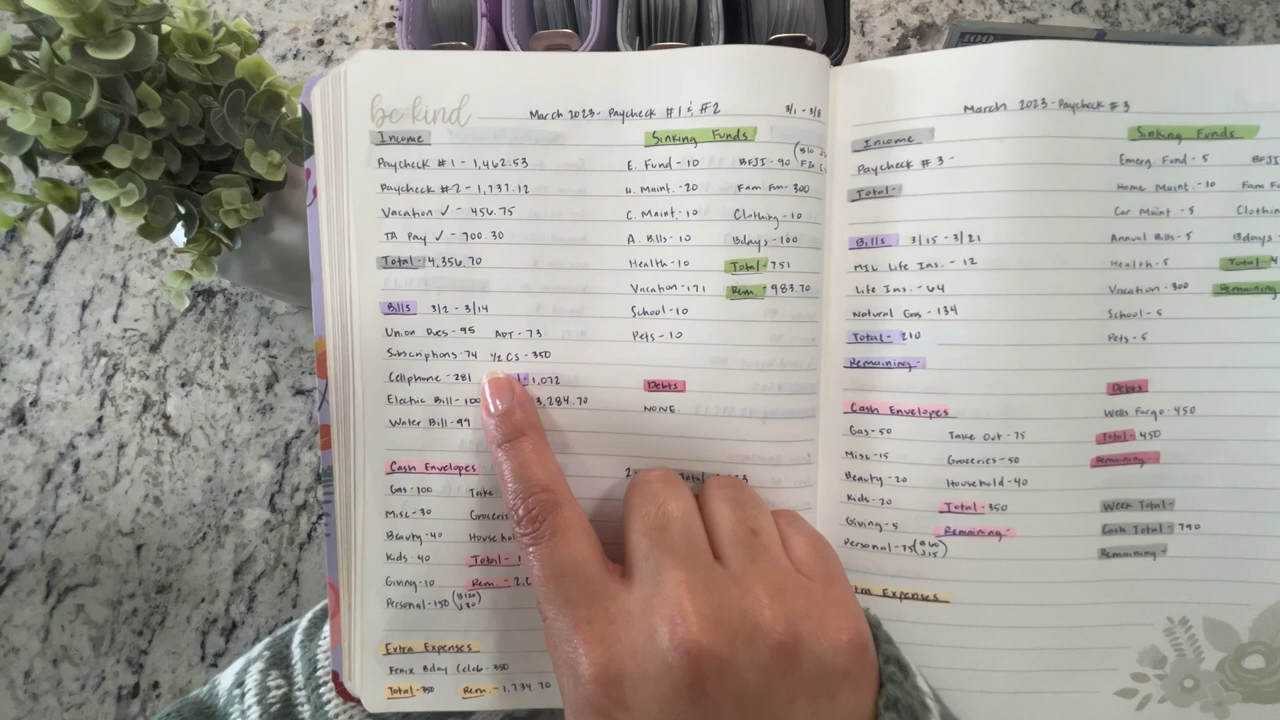 be kind
March 2023 - Paycheck #1 & #2 3/1 - 3/8
Income
Paycheck #1 - 1,462.53
Paycheck #2 - 1,737.12
Vacation ✓ - 456.75
TA Pay ✓ - 700.30
Total - 4,356.70
Bills 3/2 - 3/14
Union Dues - 95 ADT - 73
Subscriptions - 74 1/2 CS - 350
Cellphone - 281 1,072
Electric Bill - 100 3,284.70
Water Bill - 99
Cash Envelopes
Gas - 100 Take
Misc - 30
Beauty - 40
Kids - 40 Total -
Giving - 10 Rem. -
Personal - 150
Extra Expenses
Fenix Bday Celeb - 350
Total - 350 Rem. - 1,734.70
Sinking Funds
E. Fund - 10 BFJI - 90
H. Maint. - 20 Fam Fun - 300
C. Maint. - 10 Clothing - 10
A. Bills - 10 Bdays - 100
Health - 10 Total - 751
Vacation - 171 Rem. - 983.70
School - 10
Pets - 10
Debts
NONE.
March 2023 - Paycheck #3
Income
Paycheck #3 -
Total -
Bills 3/15 - 3/21
MIL Life Ins. - 12
Life Ins. - 64
Natural Gas - 134
Total - 210
Remaining -
Cash Envelopes
Gas - 50 Take Out - 75
Misc - 15 Groceries - 50
Beauty - 20 Household - 40
Kids - 20 Total - 350
Giving - 5 Remaining -
Personal - 75
Expenses
Sinking Funds
Emerg. Fund - 5 BFJI
Home Maint. - 10
Car Maint - 5
Annual Bills - 5 Bdays -
Health - 5 Total
Vacation - 300 Remaining
School - 5
Pets - 5
Debts
Wells Fargo - 450
Total - 450
Remaining -
Week Total -
Cash Total - 790
Remaining -